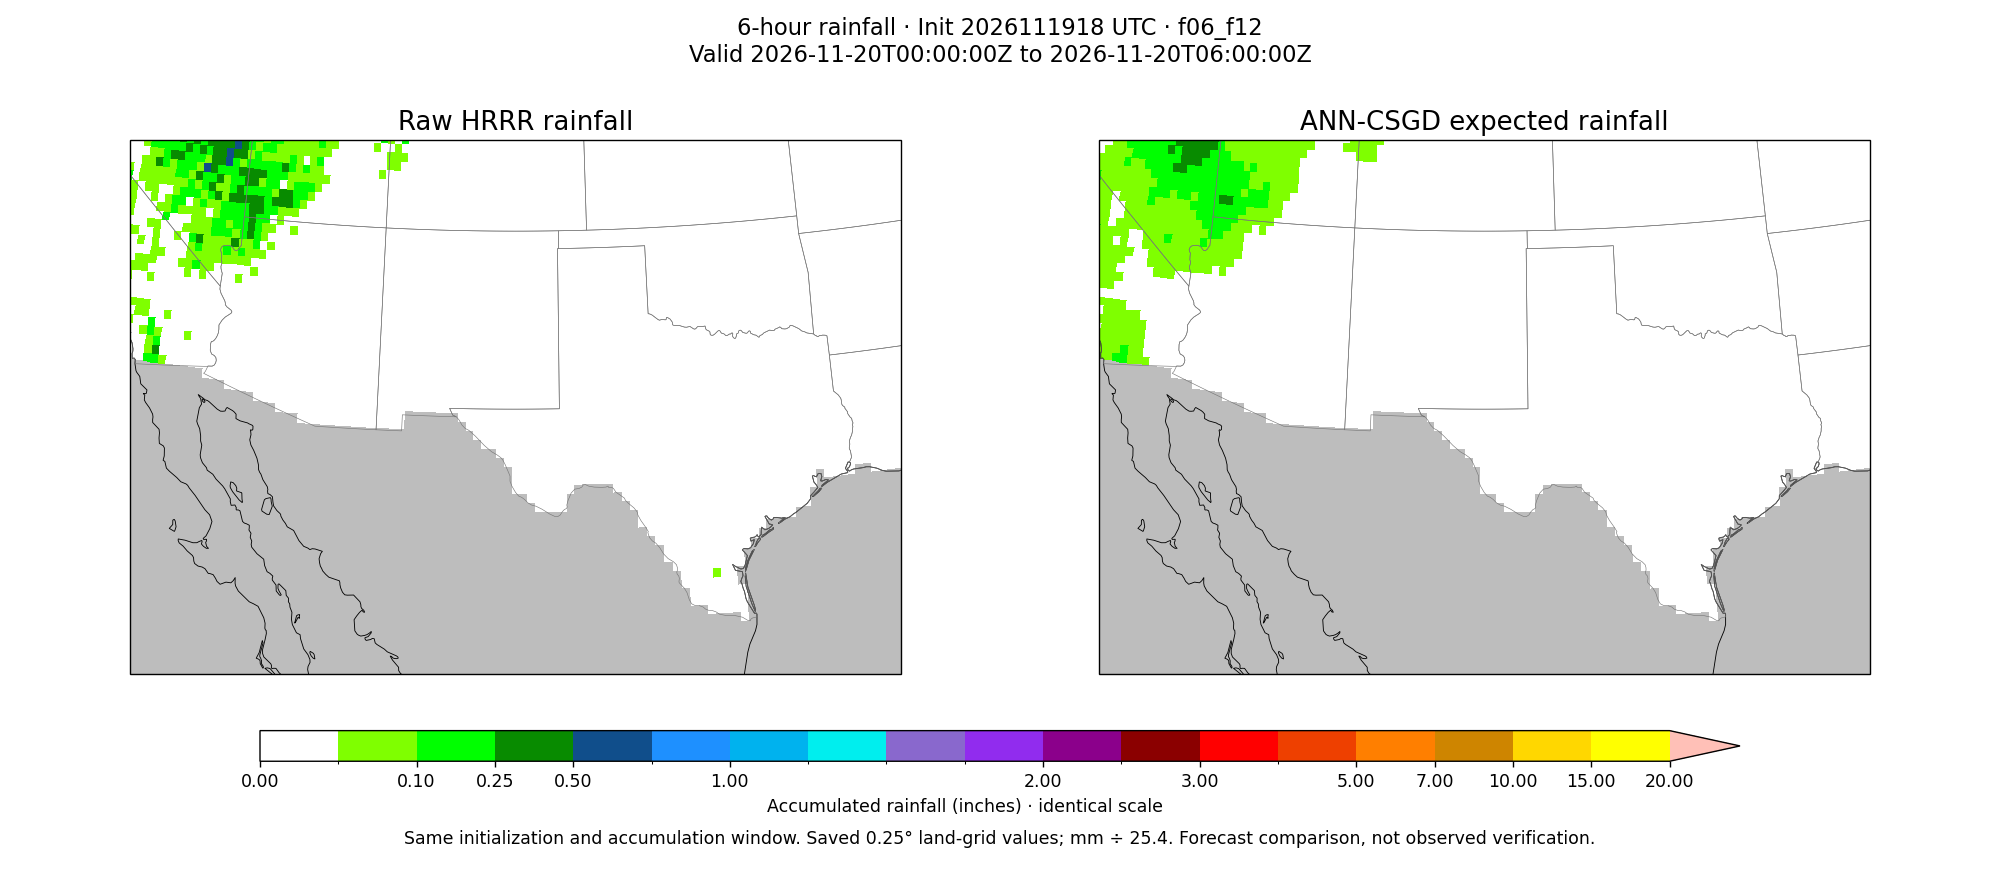 6-hour rainfall · Init 2026111918 UTC · f06_f12
Valid 2026-11-20T00:00:00Z to 2026-11-20T06:00:00Z
Raw HRRR rainfall
ANN-CSGD expected rainfall
0.00 0.10 0.25 0.50 1.00 2.00 3.00 5.00 7.00 10.00 15.00 20.00
Accumulated rainfall (inches) · identical scale
Same initialization and accumulation window. Saved 0.25° land-grid values; mm ÷ 25.4. Forecast comparison, not observed verification.